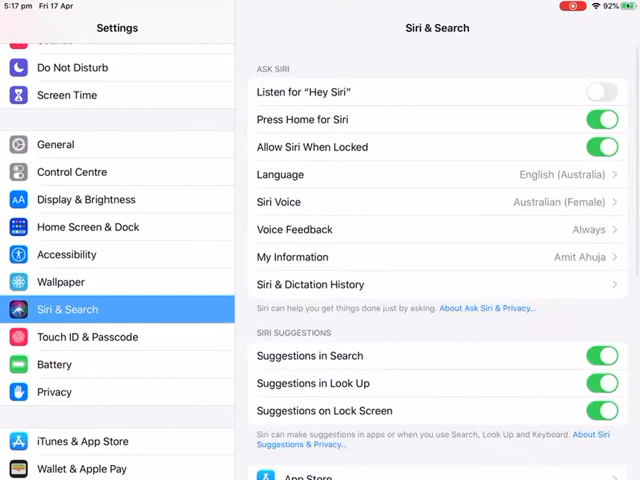 5:17 pm Fri 17 Apr
92%
Settings
Do Not Disturb
Screen Time
General
Control Centre
Display & Brightness
AA
Home Screen & Dock
Accessibility
Wallpaper
Siri & Search
Touch ID & Passcode
Battery
Privacy
iTunes & App Store
Wallet & Apple Pay
Siri & Search
ASK SIRI
Listen for “Hey Siri”
Press Home for Siri
Allow Siri When Locked
Language English (Australia)
Siri Voice Australian (Female)
Voice Feedback Always
My Information Amit Ahuja
Siri & Dictation History
Siri can help you get things done just by asking. About Ask Siri & Privacy...
SIRI SUGGESTIONS
Suggestions in Search
Suggestions in Look Up
Suggestions on Lock Screen
Siri can make suggestions in apps or when you use Search, Look Up and Keyboard. About Siri
Suggestions & Privacy...
App Store